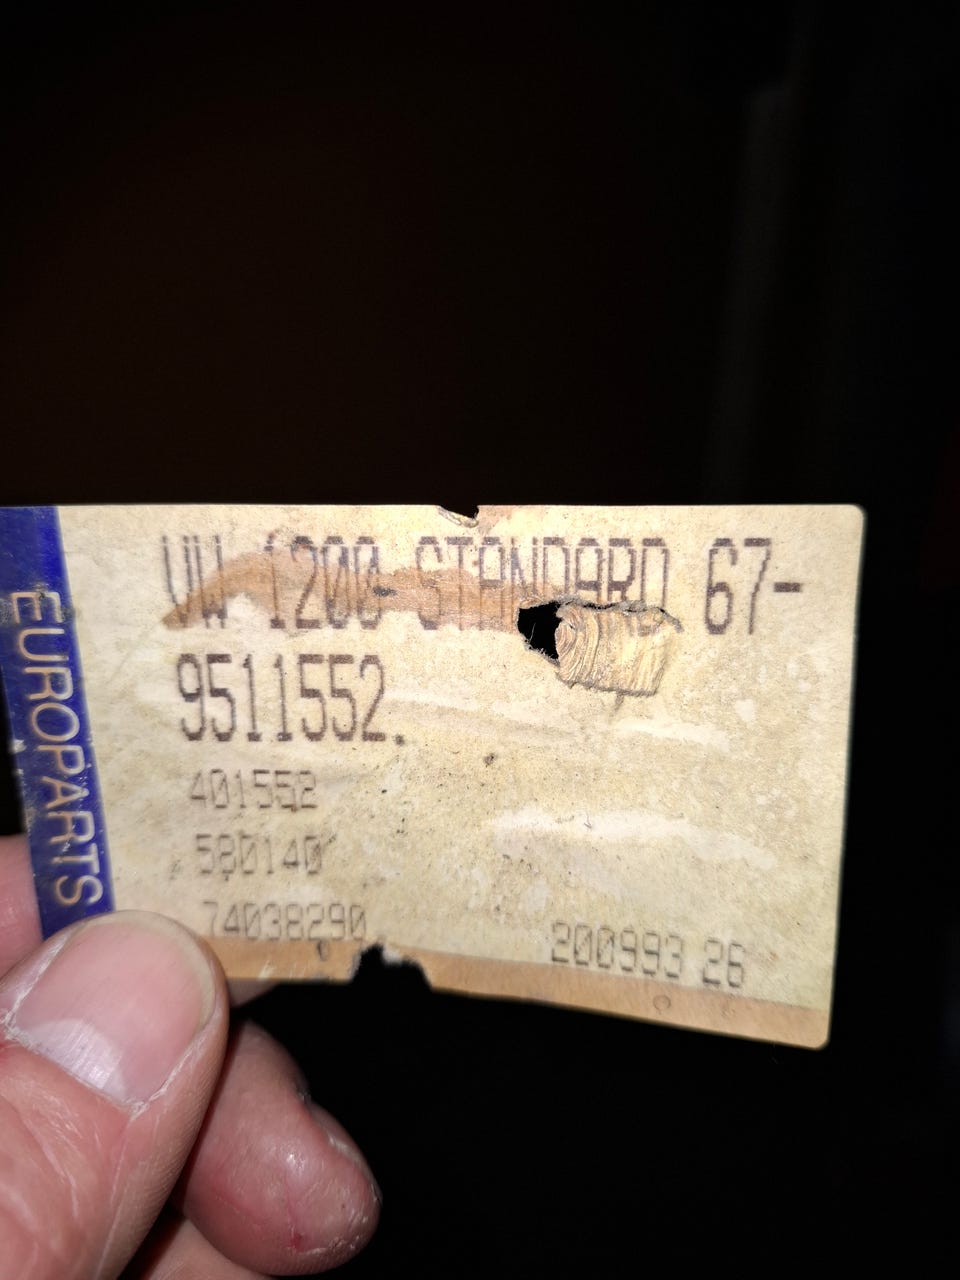 EUROPARTS
VW 1200 STANDARD 67-
9511552.
401552
580140
74038290
200993 26